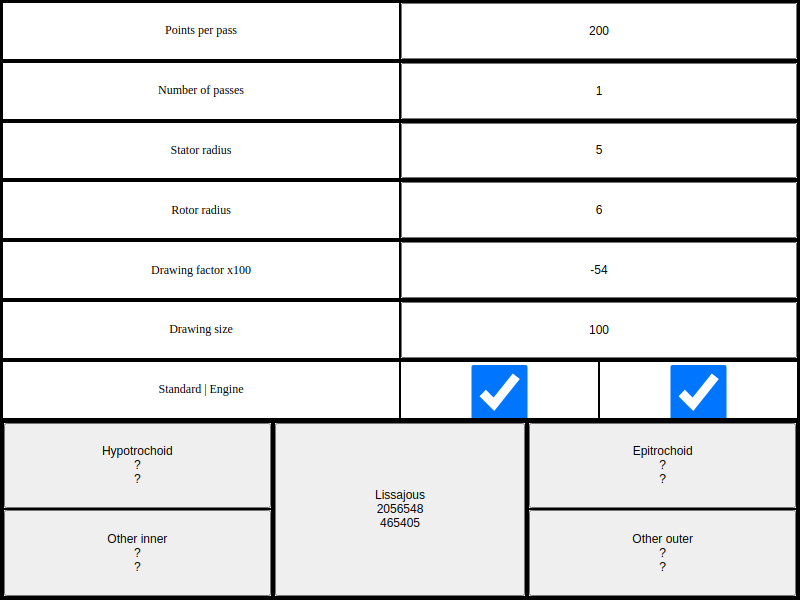 Points per pass
200
Number of passes
1
Stator radius
5
Rotor radius
6
Drawing factor x100
-54
Drawing size
100
Standard | Engine
Hypotrochoid
?
?
Lissajous
2056548
465405
Epitrochoid
?
?
Other inner
?
?
Other outer
?
?